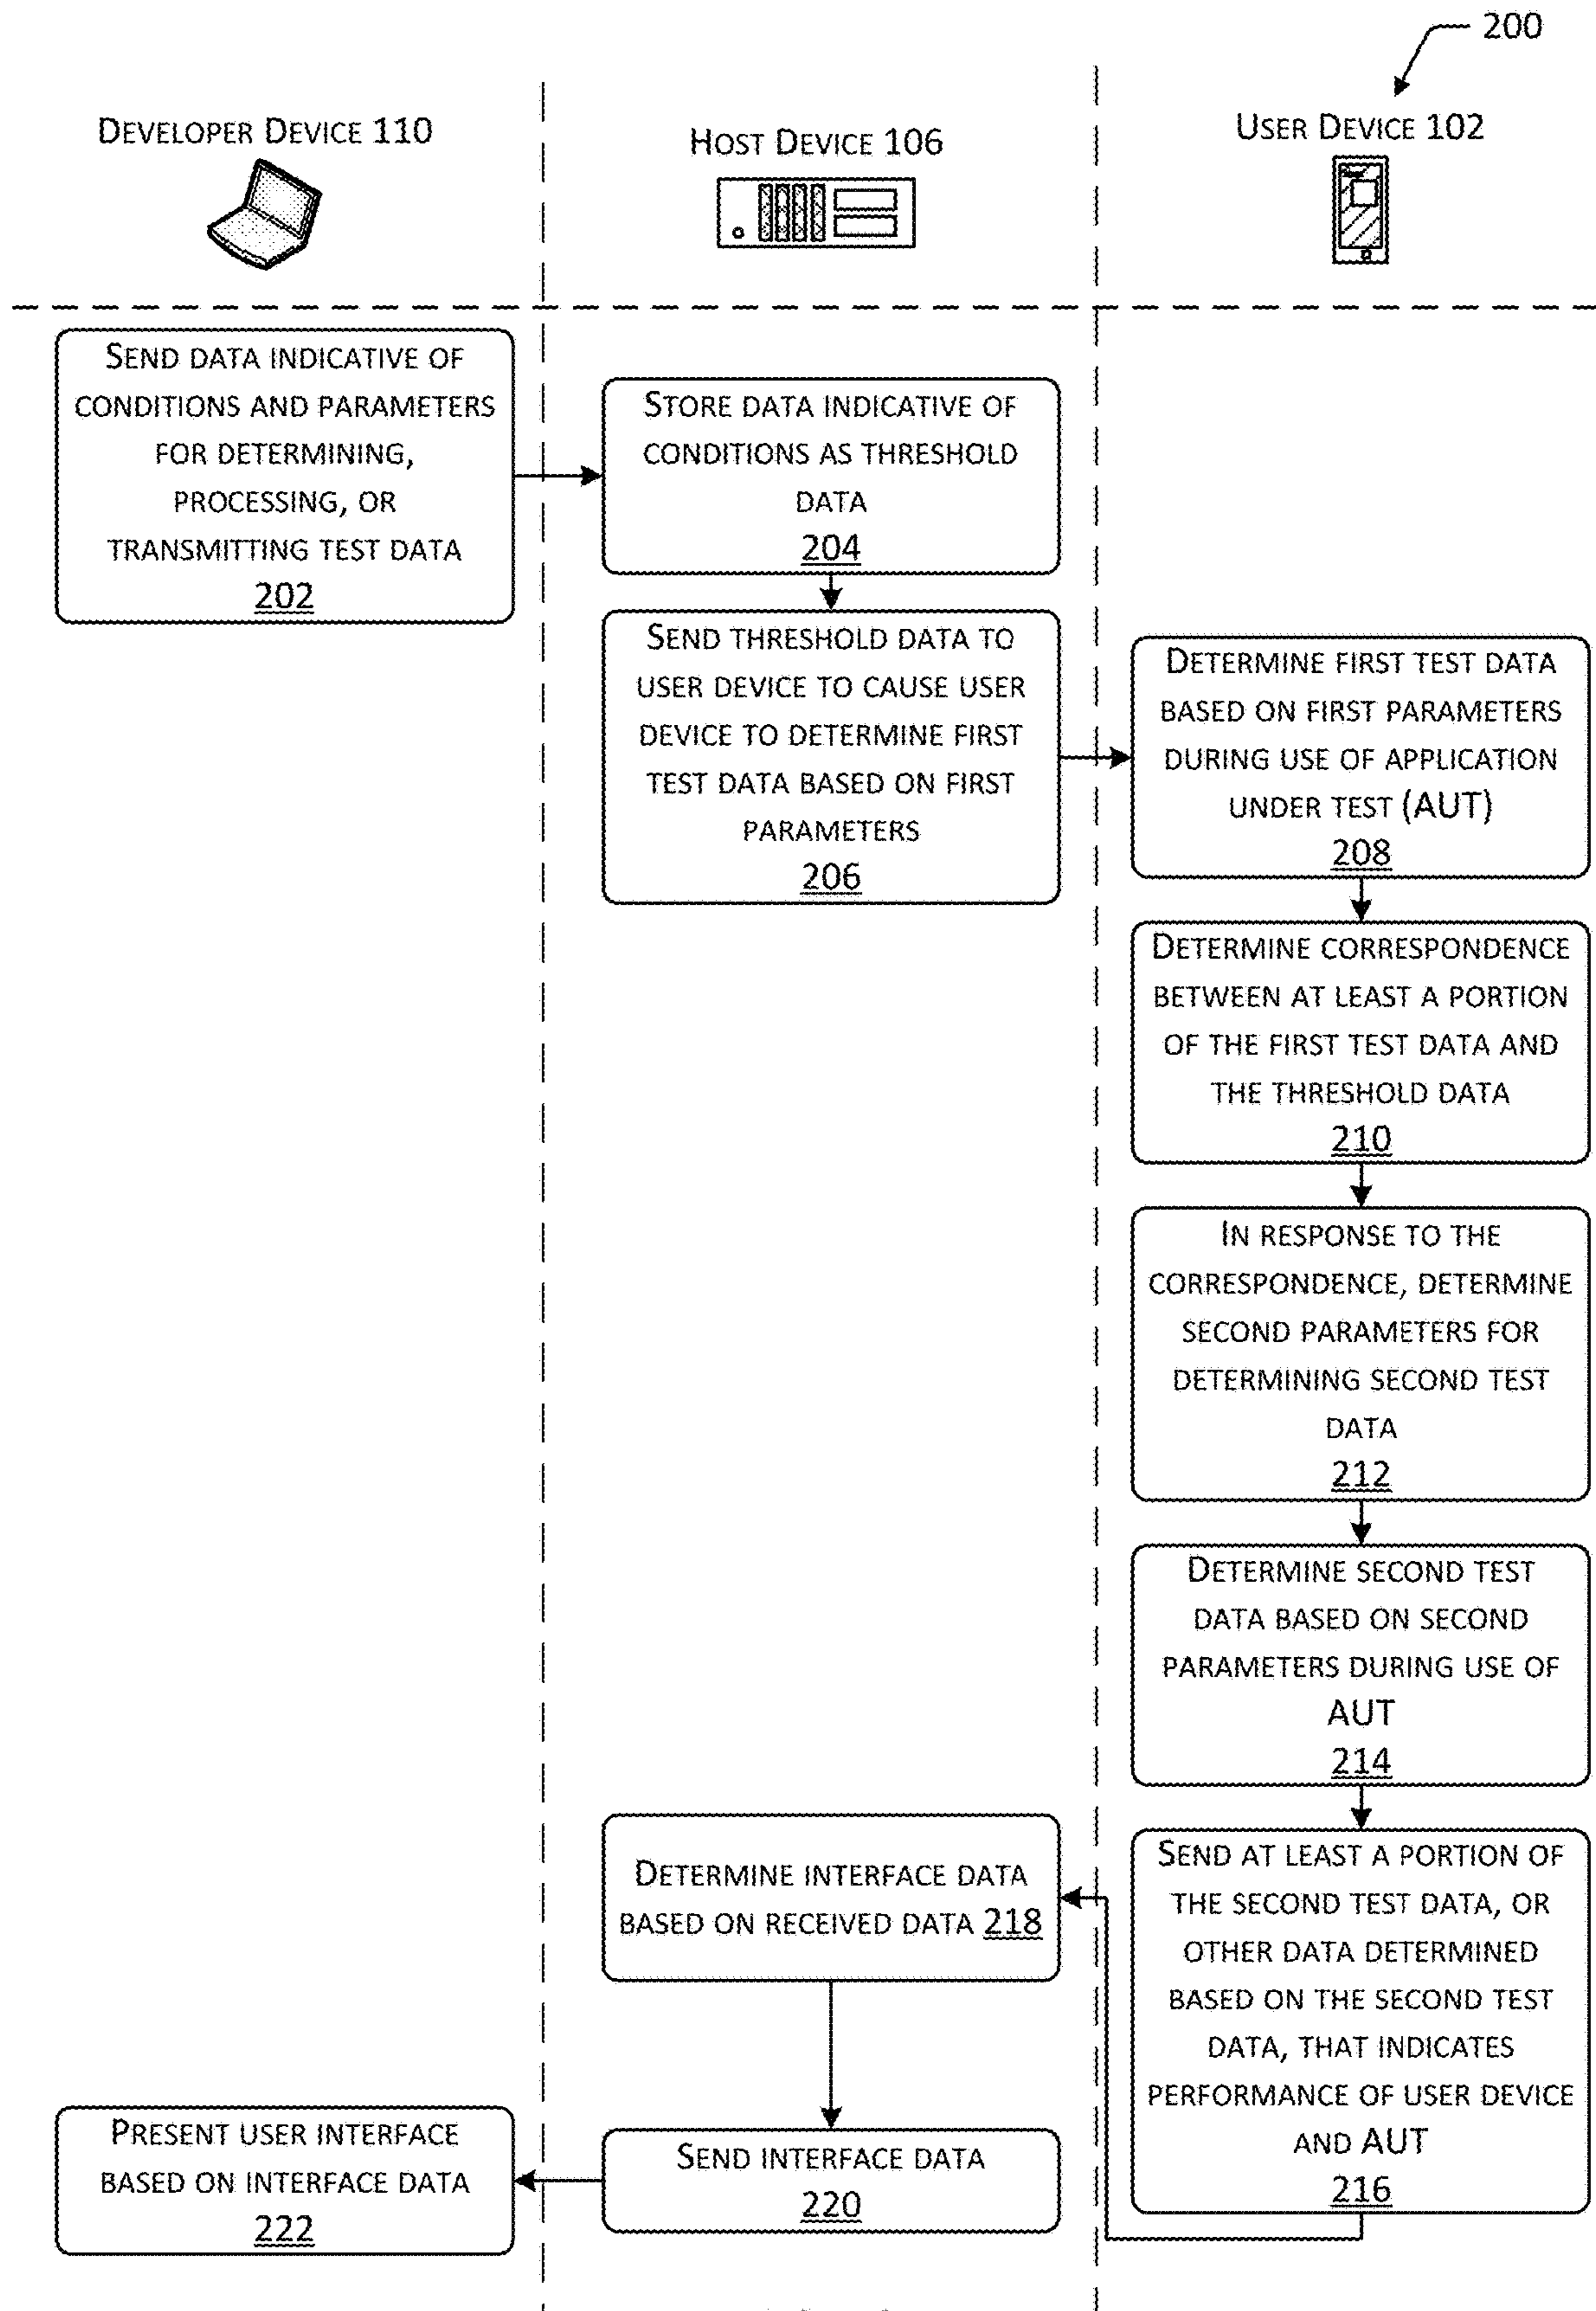 200
DEVELOPER DEVICE 110
HOST DEVICE 106
USER DEVICE 102
SEND DATA INDICATIVE OF
CONDITIONS AND PARAMETERS
FOR DETERMINING,
PROCESSING, OR
TRANSMITTING TEST DATA
202
STORE DATA INDICATIVE OF
CONDITIONS AS THRESHOLD
DATA
204
SEND THRESHOLD DATA TO
USER DEVICE TO CAUSE USER
DEVICE TO DETERMINE FIRST
TEST DATA BASED ON FIRST
PARAMETERS
206
DETERMINE FIRST TEST DATA
BASED ON FIRST PARAMETERS
DURING USE OF APPLICATION
UNDER TEST (AUT)
208
DETERMINE CORRESPONDENCE
BETWEEN AT LEAST A PORTION
OF THE FIRST TEST DATA AND
THE THRESHOLD DATA
210
IN RESPONSE TO THE
CORRESPONDENCE, DETERMINE
SECOND PARAMETERS FOR
DETERMINING SECOND TEST
DATA
212
DETERMINE SECOND TEST
DATA BASED ON SECOND
PARAMETERS DURING USE OF
AUT
214
SEND AT LEAST A PORTION OF
THE SECOND TEST DATA, OR
OTHER DATA DETERMINED
BASED ON THE SECOND TEST
DATA, THAT INDICATES
PERFORMANCE OF USER DEVICE
AND AUT
216
DETERMINE INTERFACE DATA
BASED ON RECEIVED DATA 218
SEND INTERFACE DATA
220
PRESENT USER INTERFACE
BASED ON INTERFACE DATA
222